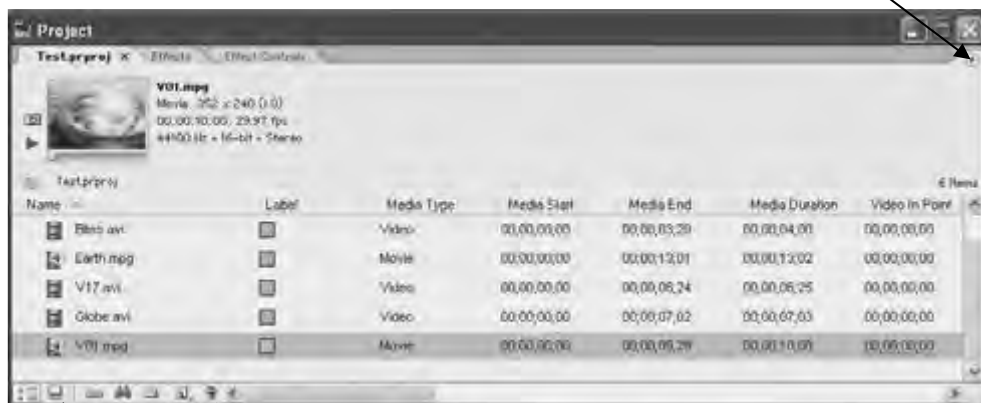 Project
Test.prproj × Effects Effect Controls
V01.mpg
Movie, 352 x 240 (1.0)
00;00;10;00, 29.97 fps
44100 Hz - 16-bit - Stereo
Test.prproj
6 Items
Name Label Media Type Media Start Media End Media Duration Video In Point
Video 00;00;00;00 00;00;03;29 00;00;04;00 00;00;00;00
Earth.mpg Movie 00;00;00;00 00;00;13;01 00;00;13;02 00;00;00;00
V17.avi Video 00;00;00;00 00;00;06;24 00;00;06;25 00;00;00;00
Globe.avi Video 00;00;00;00 00;00;07;02 00;00;07;03 00;00;00;00
V01.mpg Movie 00;00;00;00 00;00;09;29 00;00;10;00 00;00;00;00